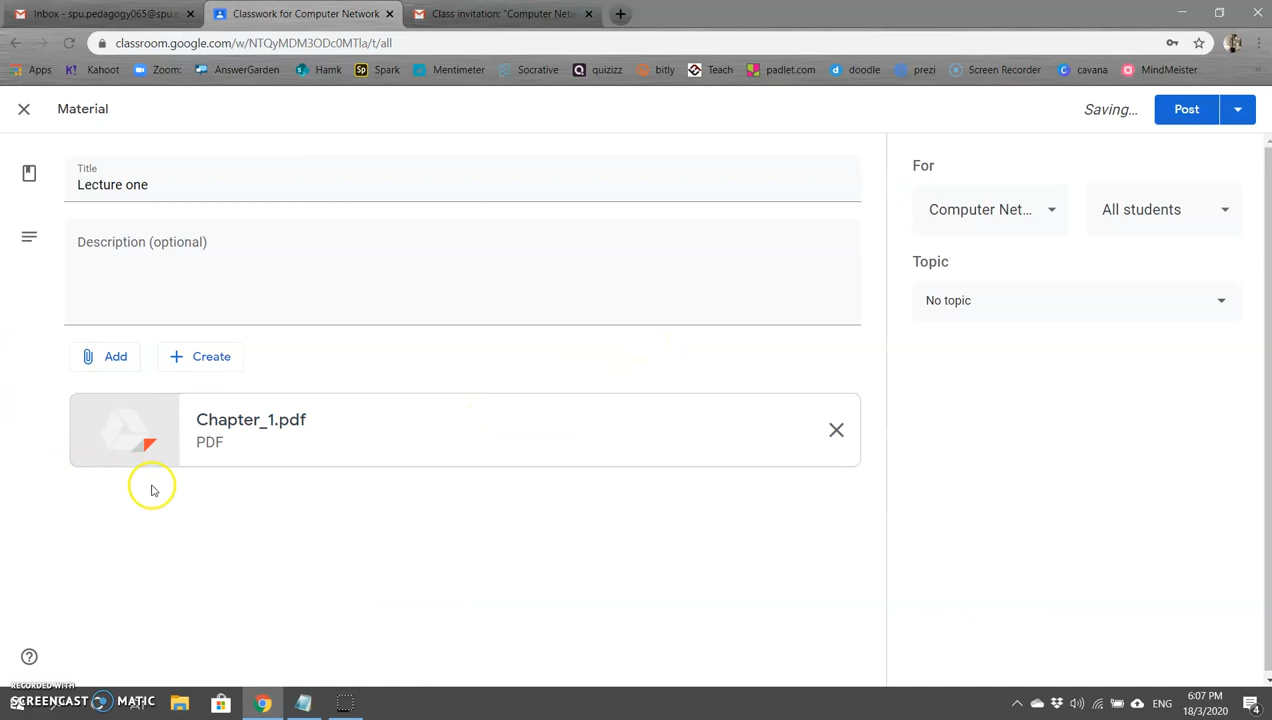 Inbox - spu.pedagogy065@spu.e
Classwork for Computer Network
Class invitation: "Computer Netw
classroom.google.com/w/NTQyMDM3ODc0MTla/t/all
Apps
Kahoot
Zoom:
AnswerGarden
Hamk
Spark
Mentimeter
Socrative
quizizz
bitly
Teach
padlet.com
doodle
prezi
Screen Recorder
cavana
MindMeister
Material
Saving...
Post
Title
Lecture one
Description (optional)
Add
Create
Chapter_1.pdf
PDF
For
Computer Net...
All students
Topic
No topic
RECORDED WITH
SCREENCAST MATIC
ENG
6:07 PM
18/3/2020
4